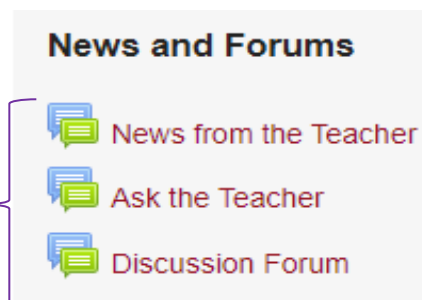 News and Forums
News from the Teacher
Ask the Teacher
Discussion Forum